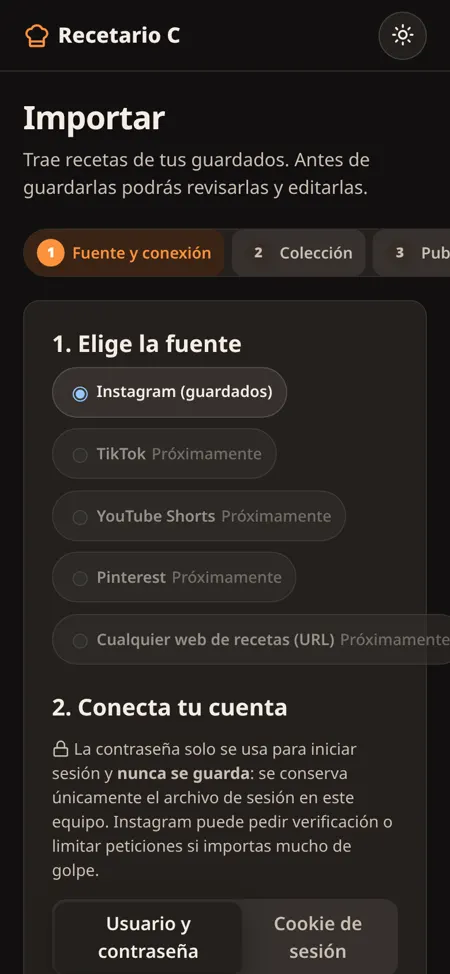 Recetario C
Importar
Trae recetas de tus guardados. Antes de
guardarlas podrás revisarlas y editarlas.
1 Fuente y conexión 2 Colección 3 Pub
1. Elige la fuente
Instagram (guardados)
TikTok Próximamente
YouTube Shorts Próximamente
Pinterest Próximamente
Cualquier web de recetas (URL) Próximamente
2. Conecta tu cuenta
La contraseña solo se usa para iniciar
sesión y nunca se guarda: se conserva
únicamente el archivo de sesión en este
equipo. Instagram puede pedir verificación o
limitar peticiones si importas mucho de
golpe.
Usuario y
contraseña
Cookie de
sesión